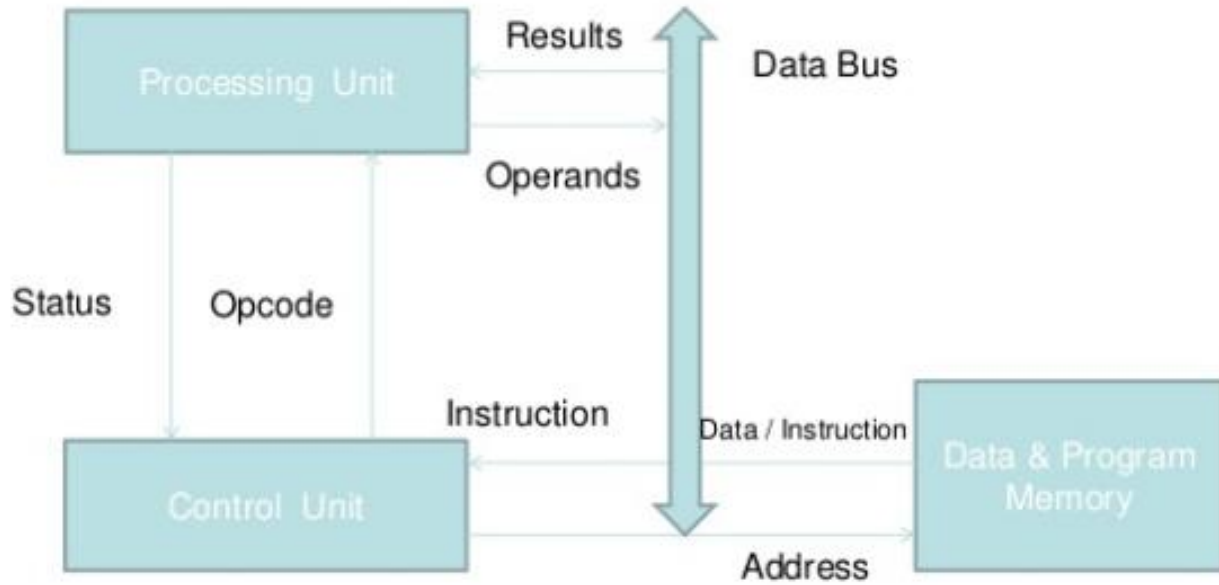 Results
Processing Unit
Data Bus
Operands
Status
Opcode
Instruction
Data / Instruction
Data & Program
Memory
Control Unit
Address